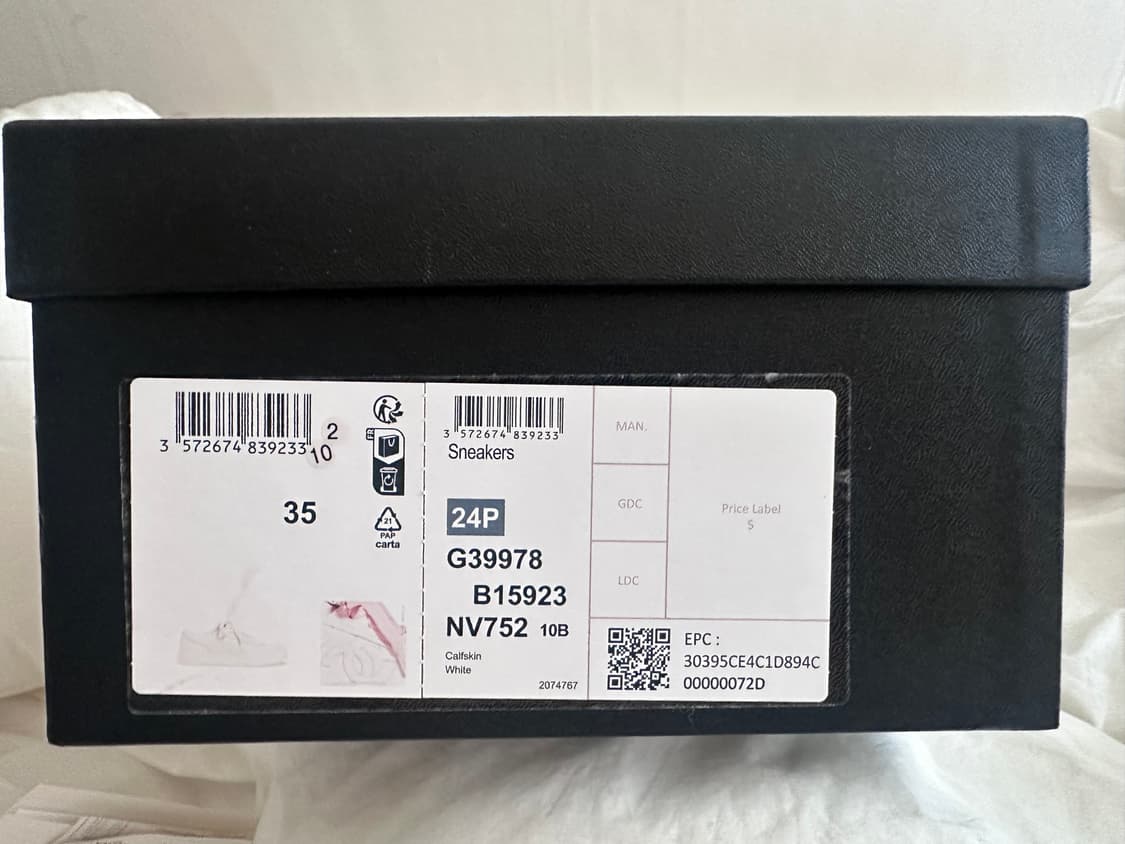 3 572674 839233
2
10
FR
35
21
PAP
carta
3 572674 839233
Sneakers
24P
G39978
B15923
NV752 10B
Calfskin
White
2074767
MAN.
GDC
LDC
Price Label
$
EPC :
30395CE4C1D894C
00000072D